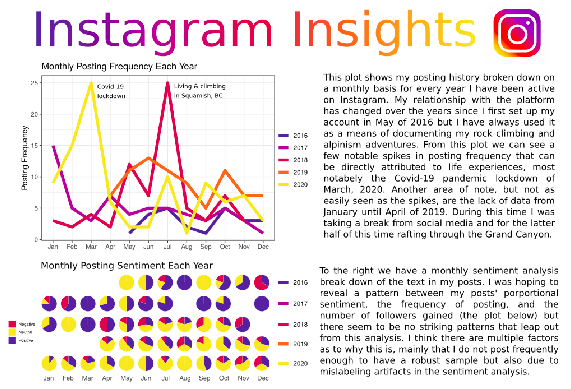 Instagram Insights
Monthly Posting Frequency Each Year
Posting Frequency
25
20
15
10
5
0
Covid-19
lockdown
Living & climbing
in Squamish, BC
Jan Feb Mar Apr May Jun Jul Aug Sep Oct Nov Dec
2016
2017
2018
2019
2020
This plot shows my posting history broken down on
a monthly basis for every year I have been active
on Instagram. My relationship with the platform
has changed over the years since I first set up my
account in May of 2016 but I have always used it
as a means of documenting my rock climbing and
alpinism adventures. From this plot we can see a
few notable spikes in posting frequency that can
be directly attributed to life experiences, most
notabely the Covid-19 pandemic lockdown of
March, 2020. Another area of note, but not as
easily seen as the spikes, are the lack of data from
January until April of 2019. During this time I was
taking a break from social media and for the latter
half of this time rafting through the Grand Canyon.
Monthly Posting Sentiment Each Year
Negative
Neutral
Positive
2016
2017
2018
2019
2020
Jan Feb Mar Apr May Jun Jul Aug Sep Oct Nov Dec
To the right we have a monthly sentiment analysis
break down of the text in my posts. I was hoping to
reveal a pattern between my posts' porportional
sentiment, the frequency of posting, and the
number of followers gained (the plot below) but
there seem to be no striking patterns that leap out
from this analysis. I think there are multiple factors
as to why this is, mainly that I do not post frequently
enough to have a robust sample but also due to
mislabeling artifacts in the sentiment analysis.